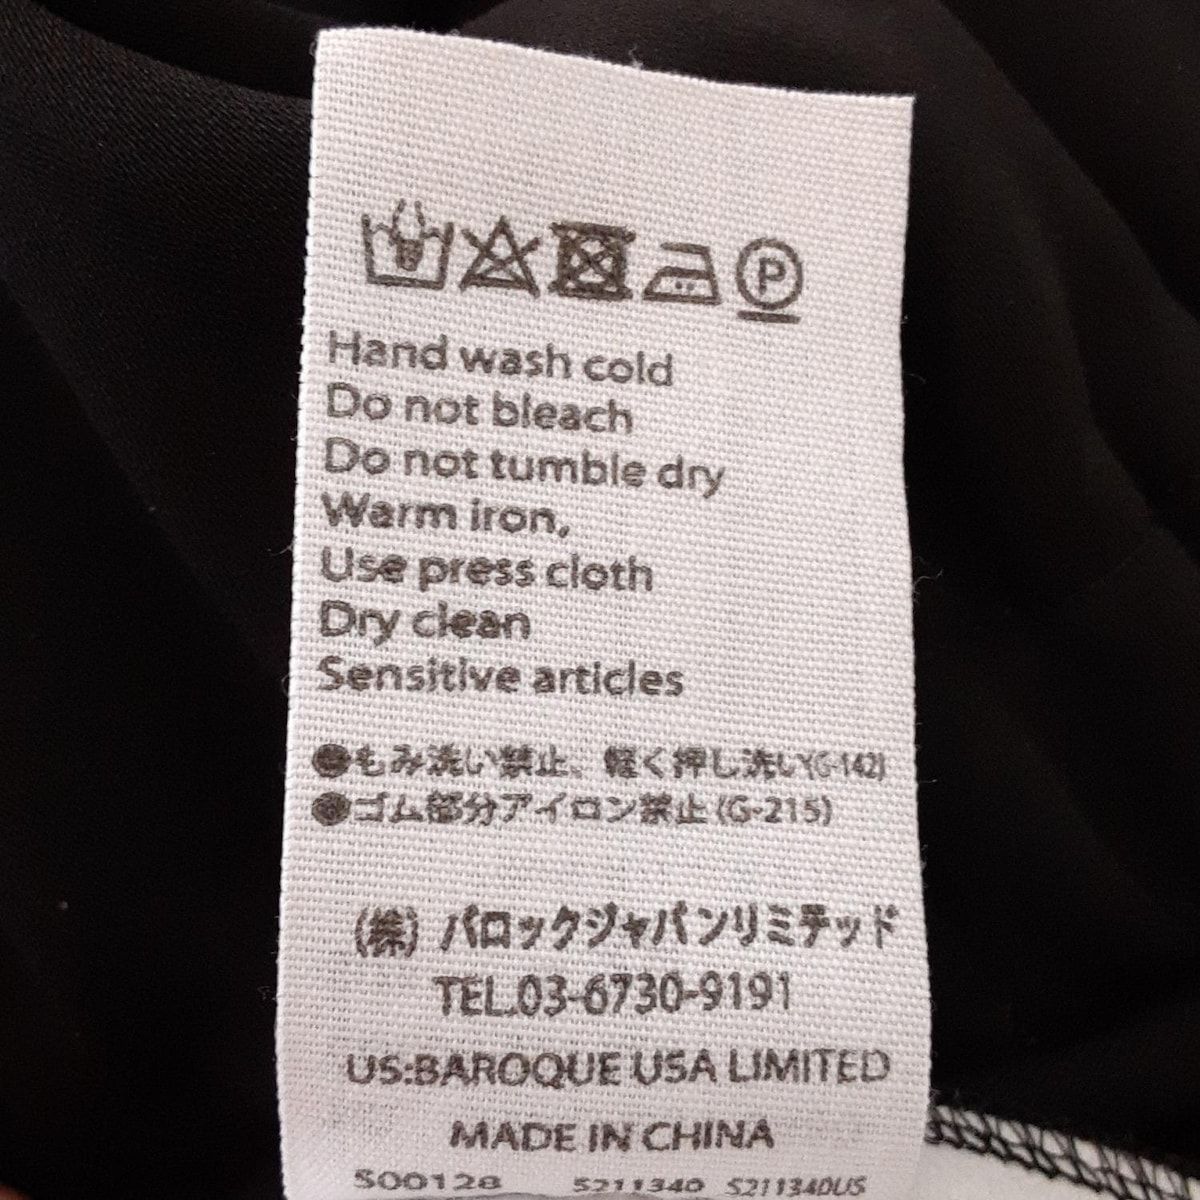 P
Hand wash cold
Do not bleach
Do not tumble dry
Warm iron,
Use press cloth
Dry clean
Sensitive articles
●もみ洗い禁止、軽く押し洗い(G-142)
●ゴム部分アイロン禁止(G-215)
(株) バロックジャパンリミテッド
TEL.03-6730-9191
US:BAROQUE USA LIMITED
MADE IN CHINA
S00128 S211340 S211340US